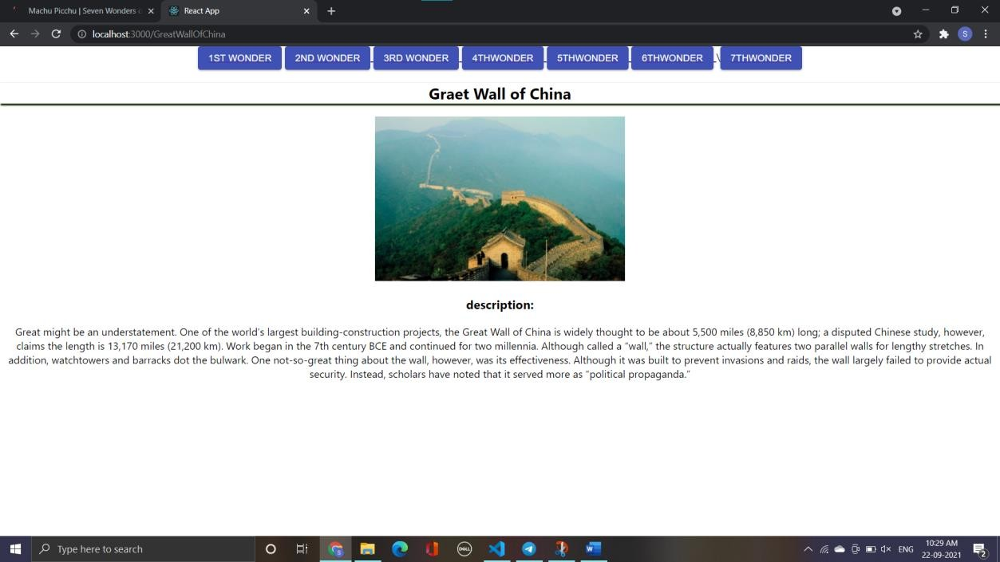 Machu Picchu | Seven Wonders o
React App
localhost:3000/GreatWallOfChina
S
1ST WONDER 2ND WONDER 3RD WONDER 4THWONDER 5THWONDER 6THWONDER \ 7THWONDER
Graet Wall of China
description:
Great might be an understatement. One of the world's largest building-construction projects, the Great Wall of China is widely thought to be about 5,500 miles (8,850 km) long; a disputed Chinese study, however,
claims the length is 13,170 miles (21,200 km). Work began in the 7th century BCE and continued for two millennia. Although called a “wall,” the structure actually features two parallel walls for lengthy stretches. In
addition, watchtowers and barracks dot the bulwark. One not-so-great thing about the wall, however, was its effectiveness. Although it was built to prevent invasions and raids, the wall largely failed to provide actual
security. Instead, scholars have noted that it served more as “political propaganda.”
Type here to search
S
DELL
W
ENG
10:29 AM
22-09-2021
2